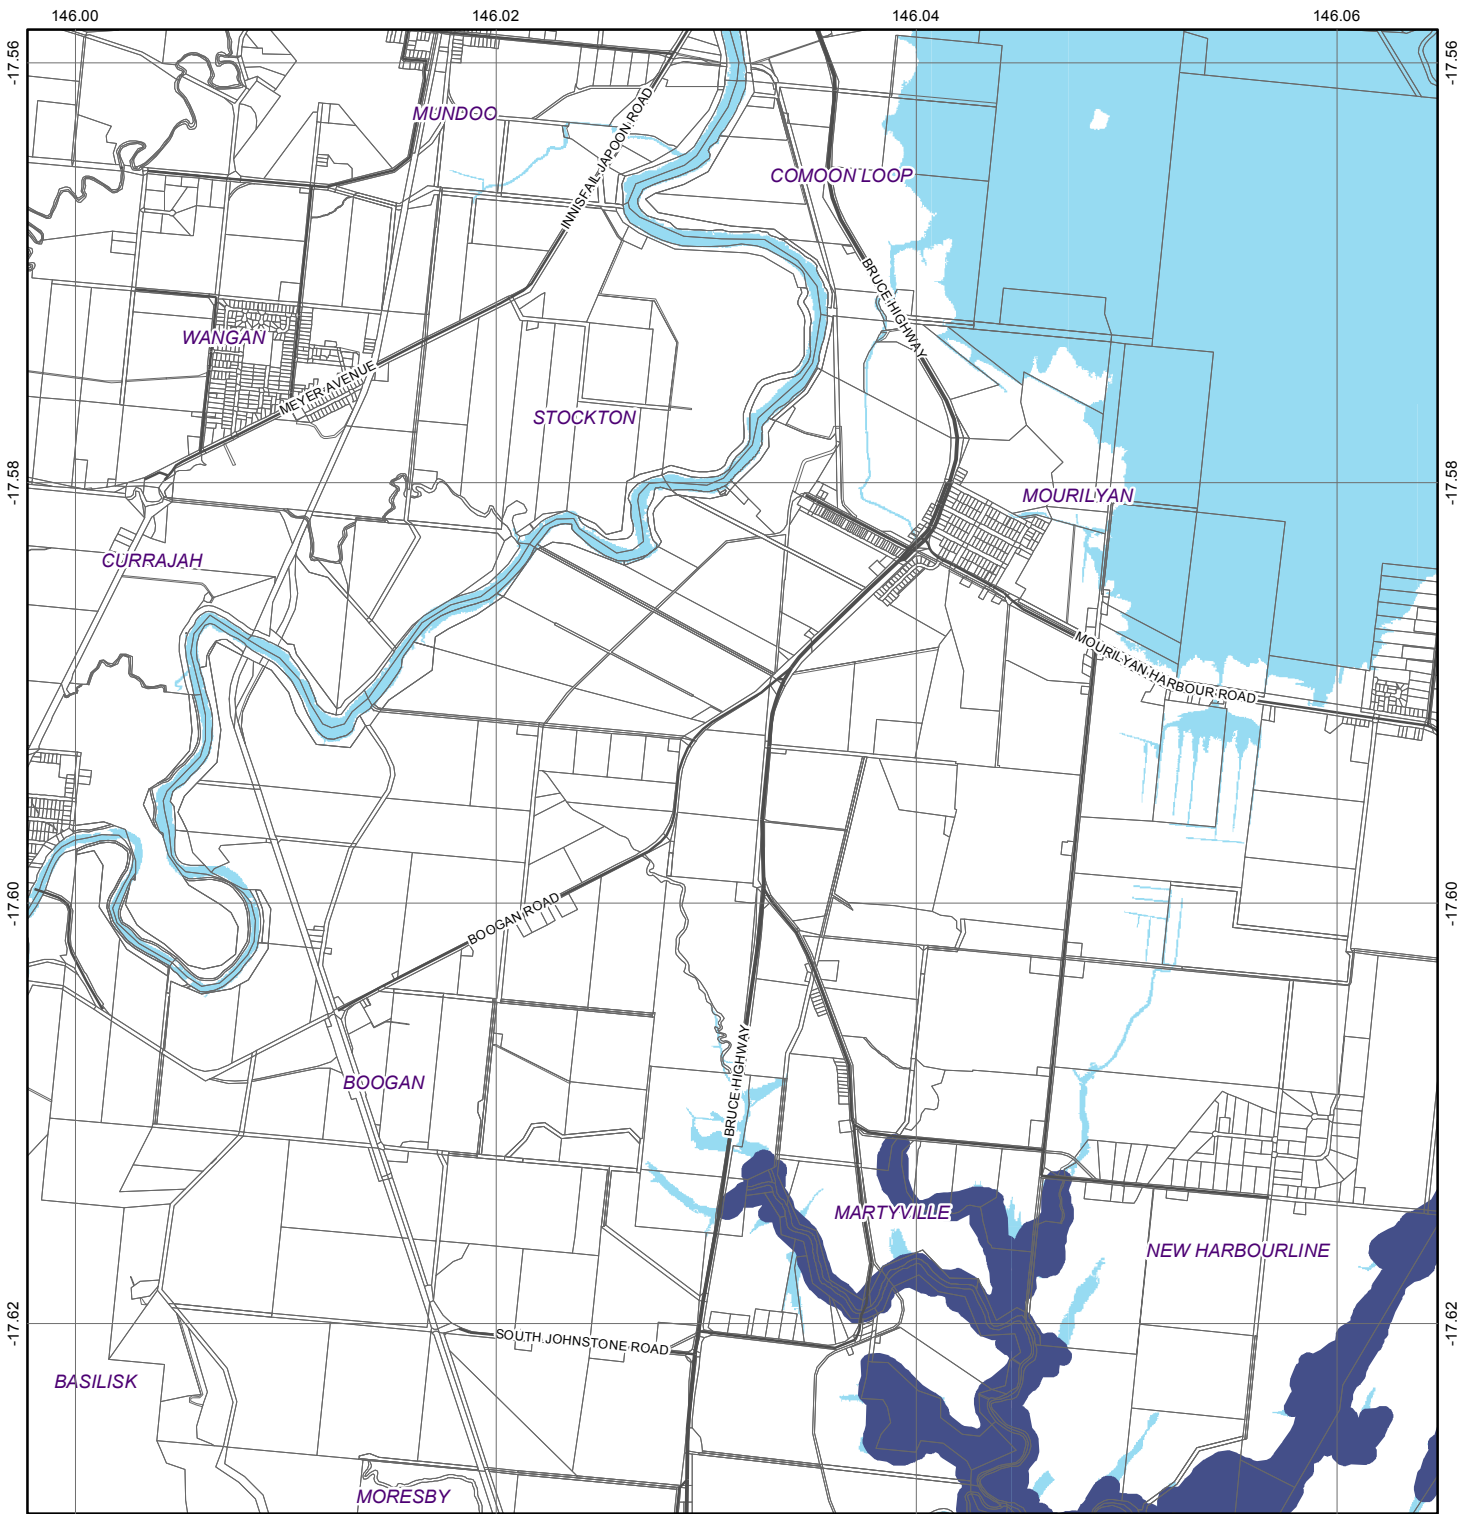 146.00
146.02
146.04
146.06
-17.56
-17.56
MUNDOO
INNISFAIL-JAPOON ROAD
COMOON LOOP
BRUCE HIGHWAY
WANGAN
MEYER AVENUE
STOCKTON
-17.58
-17.58
MOURILYAN
CURRAJAH
MOURILYAN HARBOUR ROAD
-17.60
-17.60
BOOGAN ROAD
BOOGAN
BRUCE HIGHWAY
MARTYVILLE
NEW HARBOURLINE
-17.62
-17.62
SOUTH JOHNSTONE ROAD
BASILISK
MORESBY